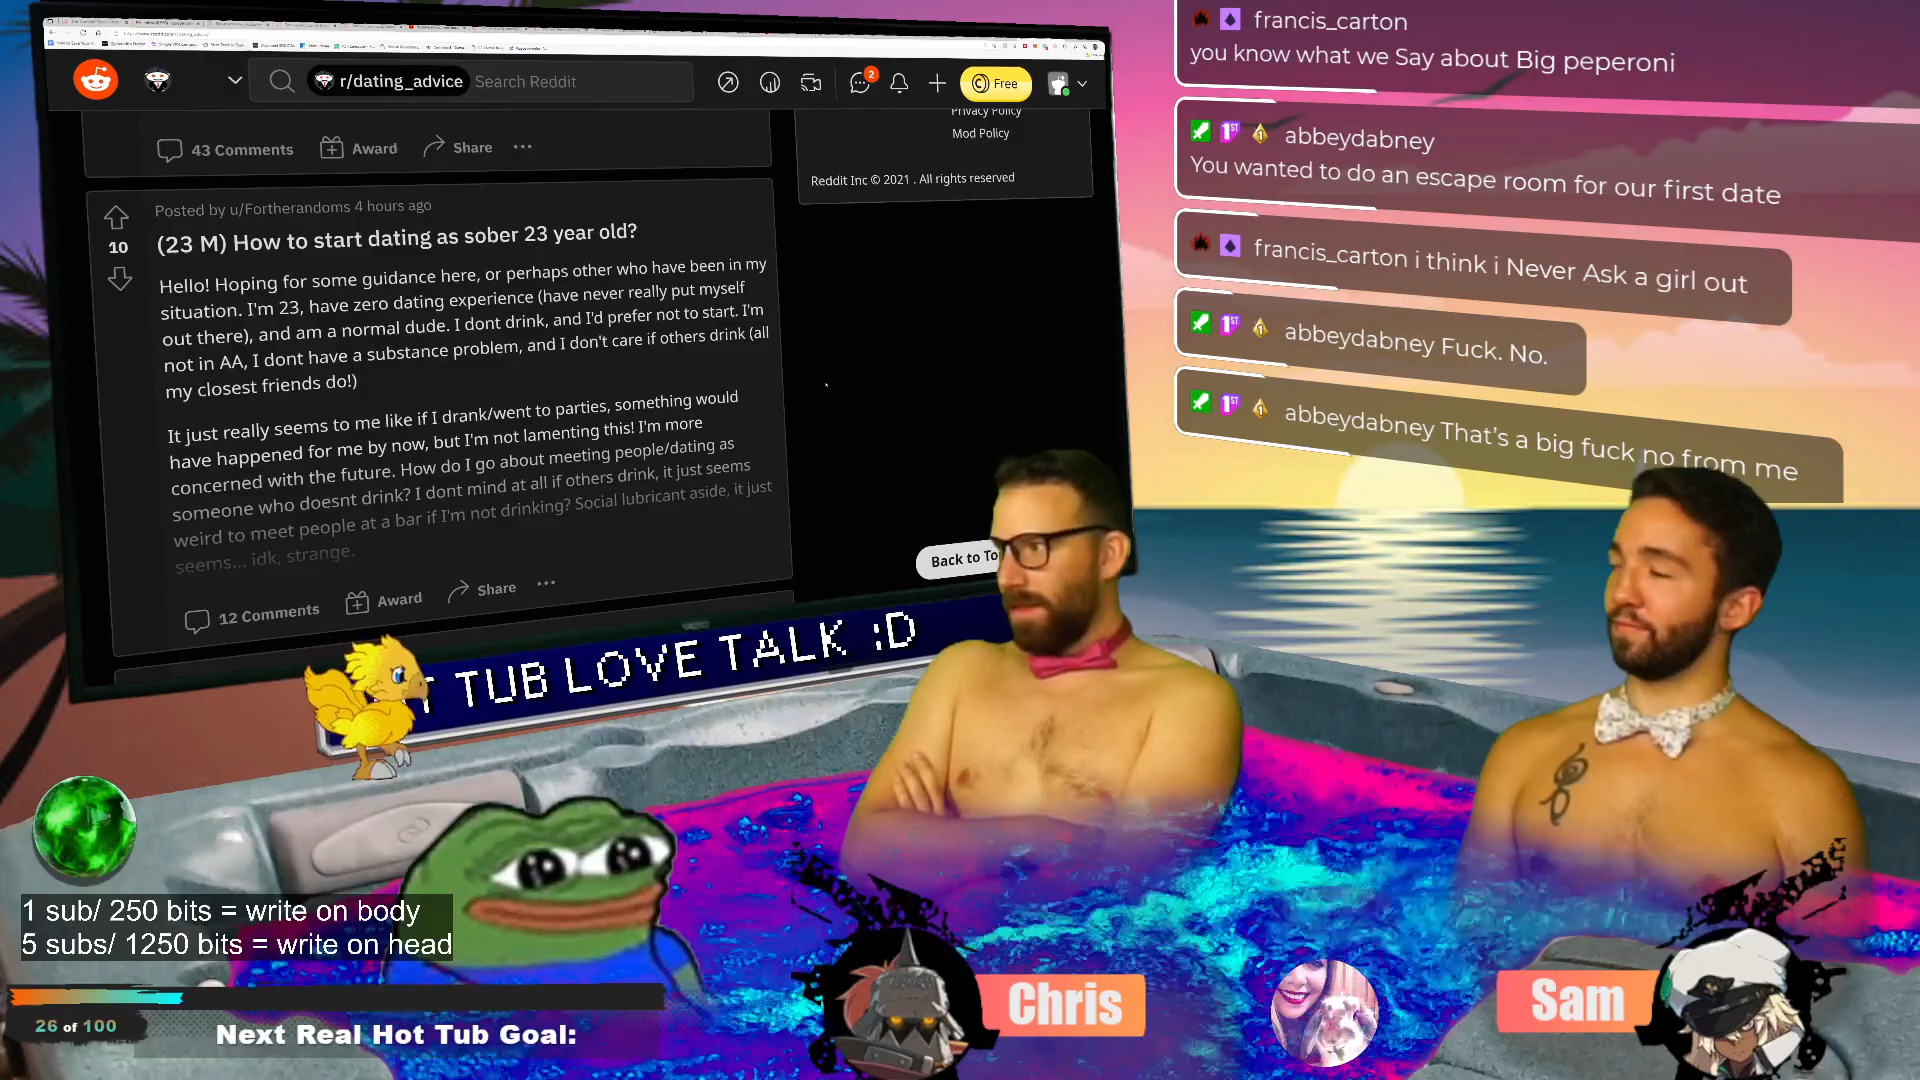 r/dating_advice
Search Reddit
2
Free
43 Comments
Award
Share
Privacy Policy
Mod Policy
Reddit Inc © 2021 . All rights reserved
Posted by u/Fortherandoms 4 hours ago
10
(23 M) How to start dating as sober 23 year old?
Hello! Hoping for some guidance here, or perhaps other who have been in my
situation. I'm 23, have zero dating experience (have never really put myself
out there), and am a normal dude. I dont drink, and I'd prefer not to start. I'm
not in AA, I dont have a substance problem, and I don't care if others drink (all
my closest friends do!)
It just really seems to me like if I drank/went to parties, something would
have happened for me by now, but I'm not lamenting this! I'm more
concerned with the future. How do I go about meeting people/dating as
someone who doesnt drink? I dont mind at all if others drink, it just seems
weird to meet people at a bar if I'm not drinking? Social lubricant aside, it just
seems... idk, strange.
12 Comments
Award
Share
Back to To
TUB LOVE TALK :D
francis_carton
you know what we Say about Big peperoni
1ST
abbeydabney
You wanted to do an escape room for our first date
francis_carton i think i Never Ask a girl out
1ST
abbeydabney Fuck. No.
1ST
abbeydabney That's a big fuck no from me
1 sub/ 250 bits = write on body
5 subs/ 1250 bits = write on head
26 of 100
Next Real Hot Tub Goal:
Chris
Sam